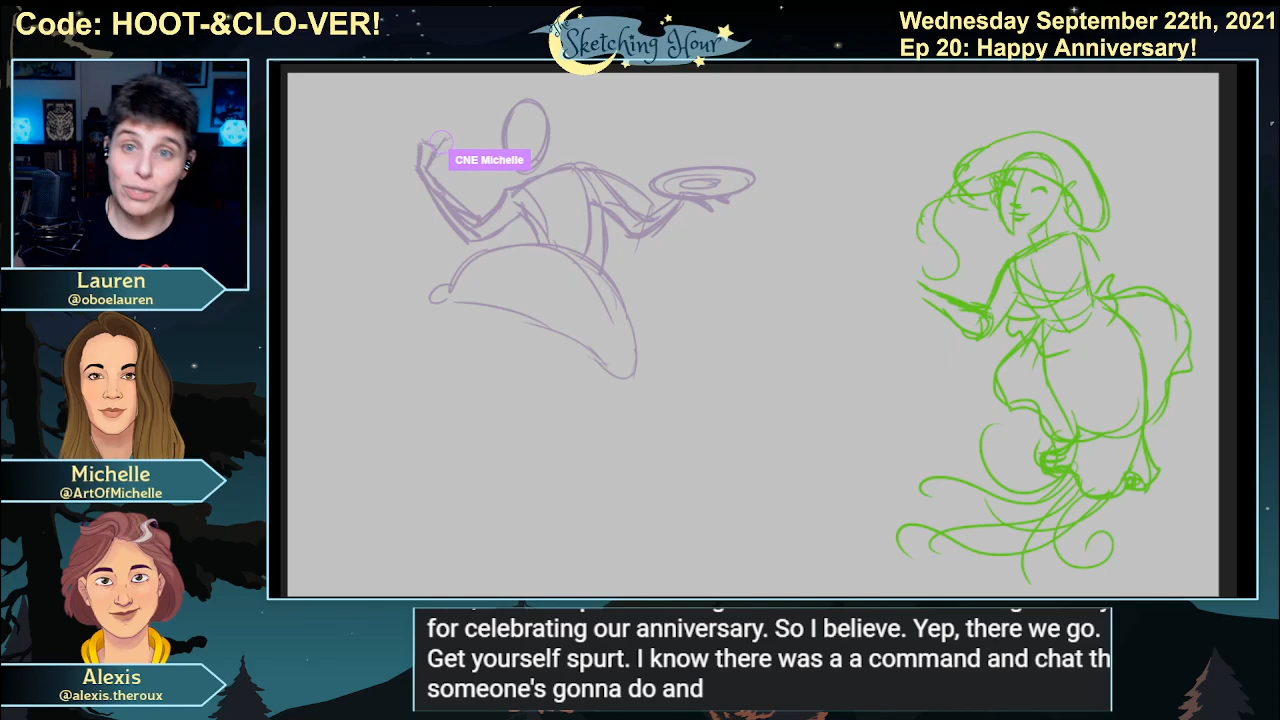 Code: HOOT-&CLO-VER!
The
Sketching Hour
Wednesday September 22th, 2021
Ep 20: Happy Anniversary!
CNE Michelle
Lauren
@oboelauren
Michelle
@ArtOfMichelle
Alexis
@alexis.theroux
for celebrating our anniversary. So I believe. Yep, there we go.
Get yourself spurt. I know there was a a command and chat th
someone's gonna do and